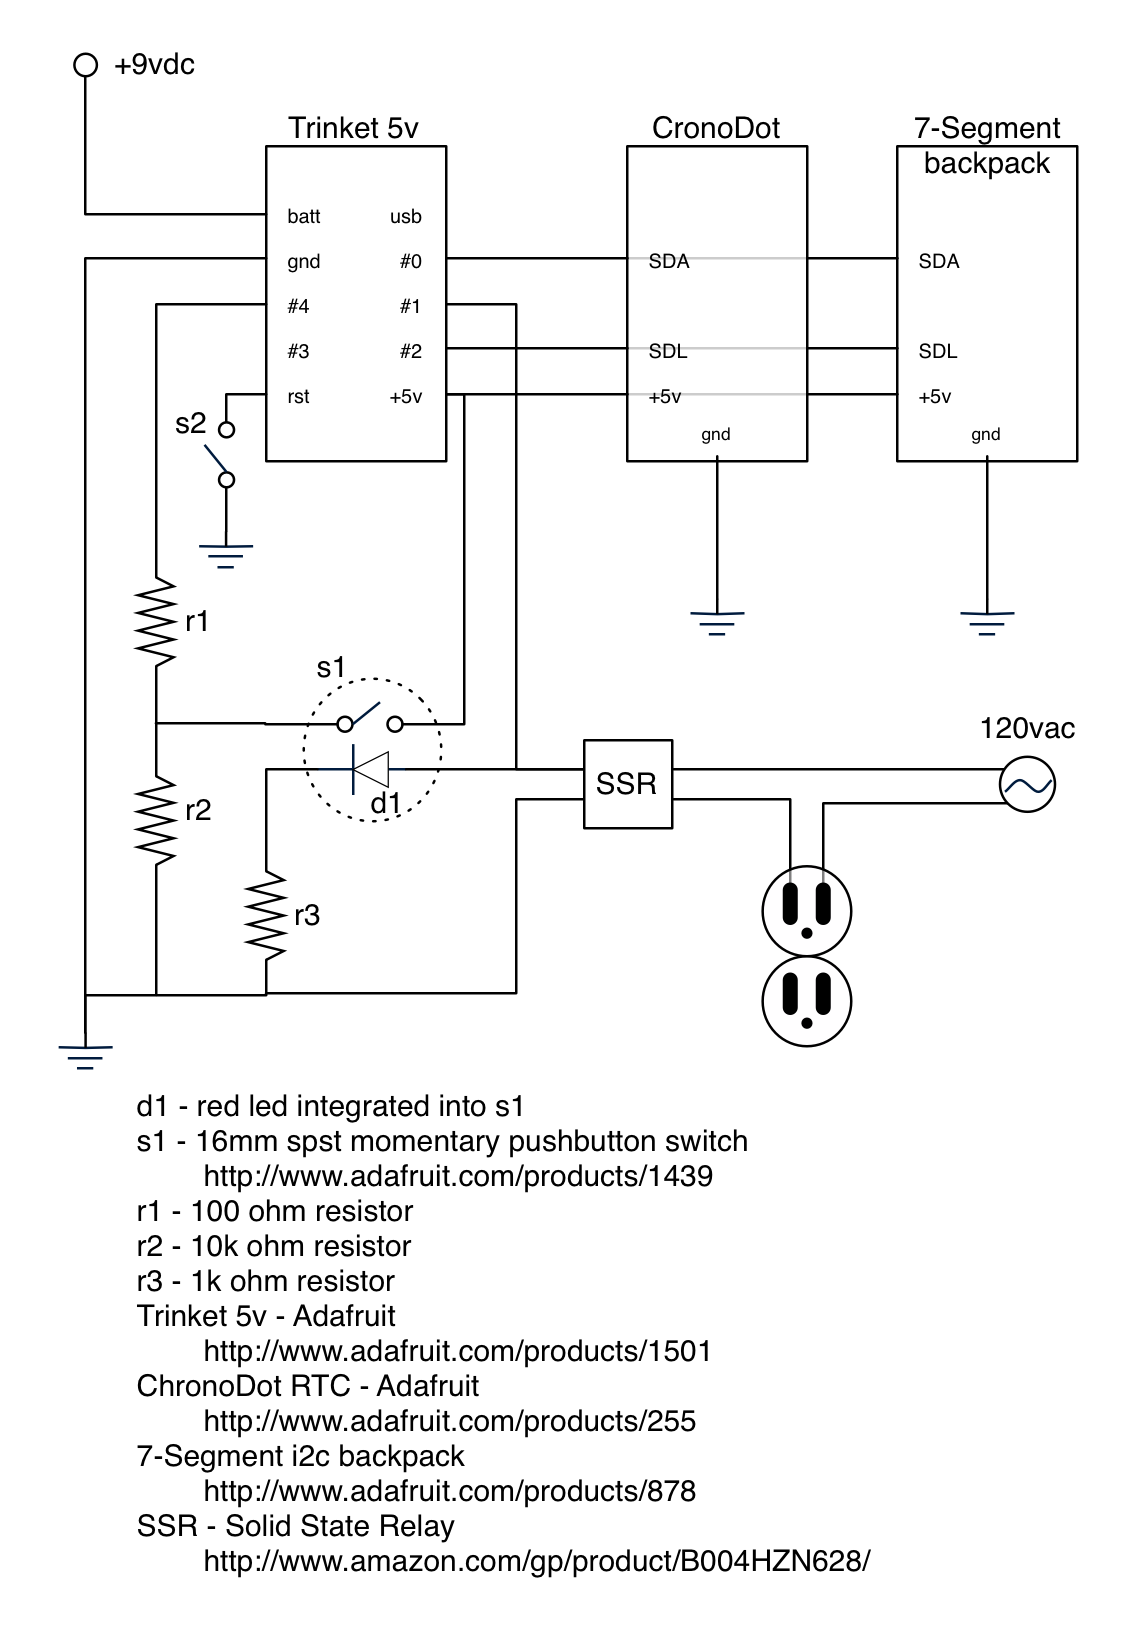 +9vdc
Trinket 5v
CronoDot
7-Segment
backpack
batt usb
gnd #0
#4 #1
#3 #2
rst +5v
SDA
SDL
+5v
gnd
SDA
SDL
+5v
gnd
s2
r1
s1
d1
r2
r3
SSR
120vac
d1 - red led integrated into s1
s1 - 16mm spst momentary pushbutton switch
http://www.adafruit.com/products/1439
r1 - 100 ohm resistor
r2 - 10k ohm resistor
r3 - 1k ohm resistor
Trinket 5v - Adafruit
http://www.adafruit.com/products/1501
ChronoDot RTC - Adafruit
http://www.adafruit.com/products/255
7-Segment i2c backpack
http://www.adafruit.com/products/878
SSR - Solid State Relay
http://www.amazon.com/gp/product/B004HZN628/